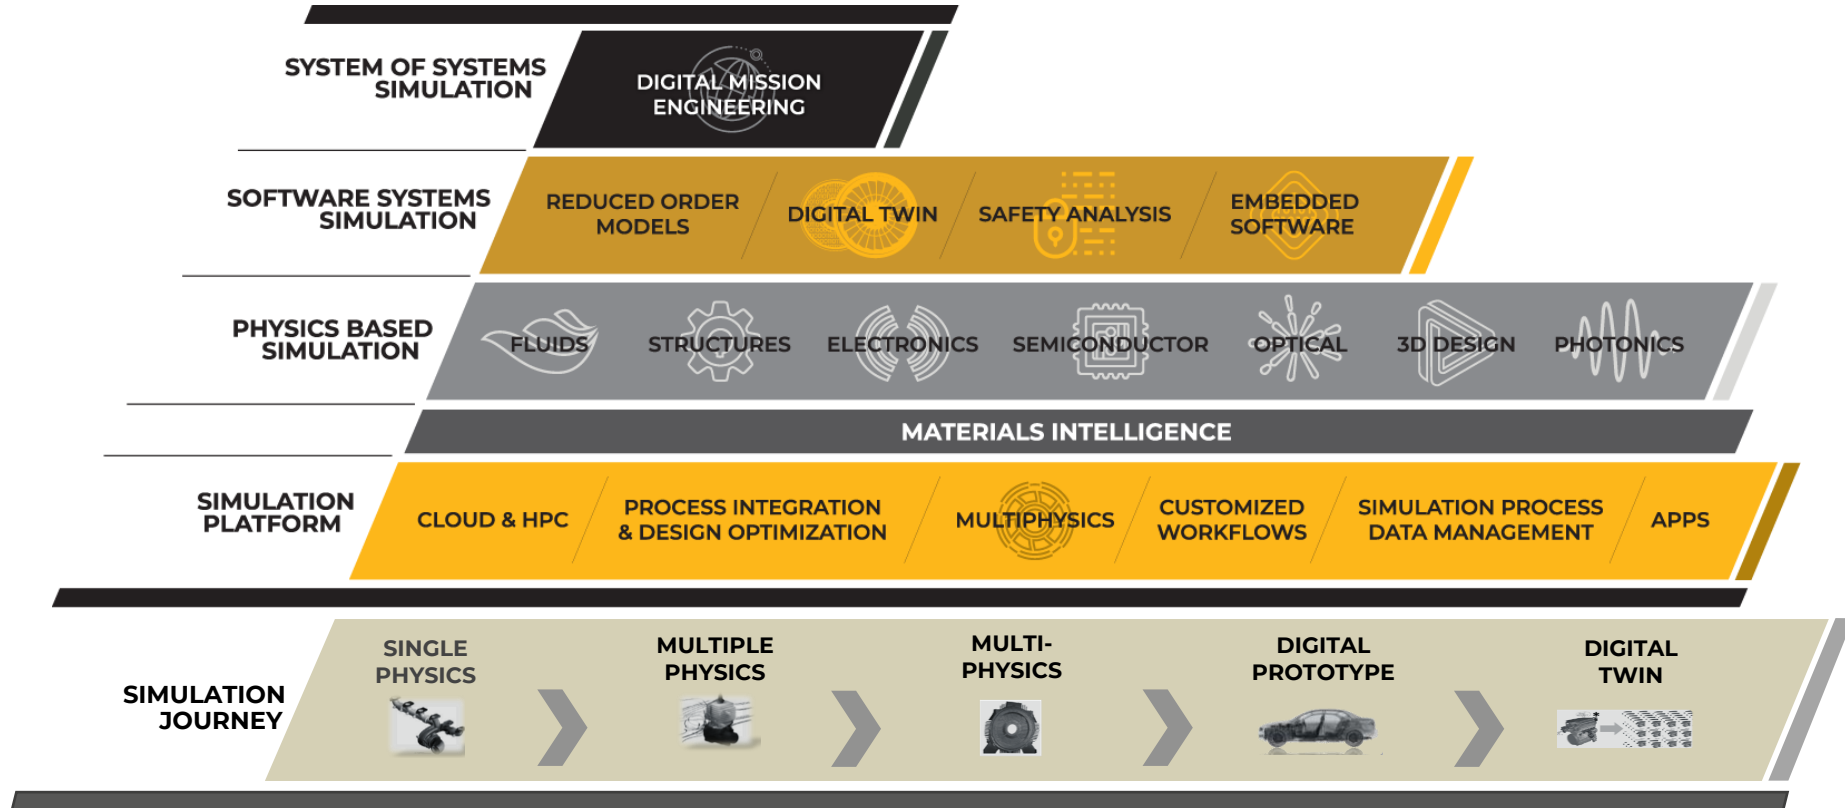 SYSTEM OF SYSTEMS
SIMULATION
DIGITAL MISSION
ENGINEERING
SOFTWARE SYSTEMS
SIMULATION
REDUCED ORDER
MODELS
DIGITAL TWIN
SAFETY ANALYSIS
EMBEDDED
SOFTWARE
PHYSICS BASED
SIMULATION
FLUIDS
STRUCTURES
ELECTRONICS
SEMICONDUCTOR
OPTICAL
3D DESIGN
PHOTONICS
MATERIALS INTELLIGENCE
SIMULATION
PLATFORM
CLOUD & HPC
PROCESS INTEGRATION
& DESIGN OPTIMIZATION
MULTIPHYSICS
CUSTOMIZED
WORKFLOWS
SIMULATION PROCESS
DATA MANAGEMENT
APPS
SIMULATION
JOURNEY
SINGLE
PHYSICS
MULTIPLE
PHYSICS
MULTI-
PHYSICS
DIGITAL
PROTOTYPE
DIGITAL
TWIN